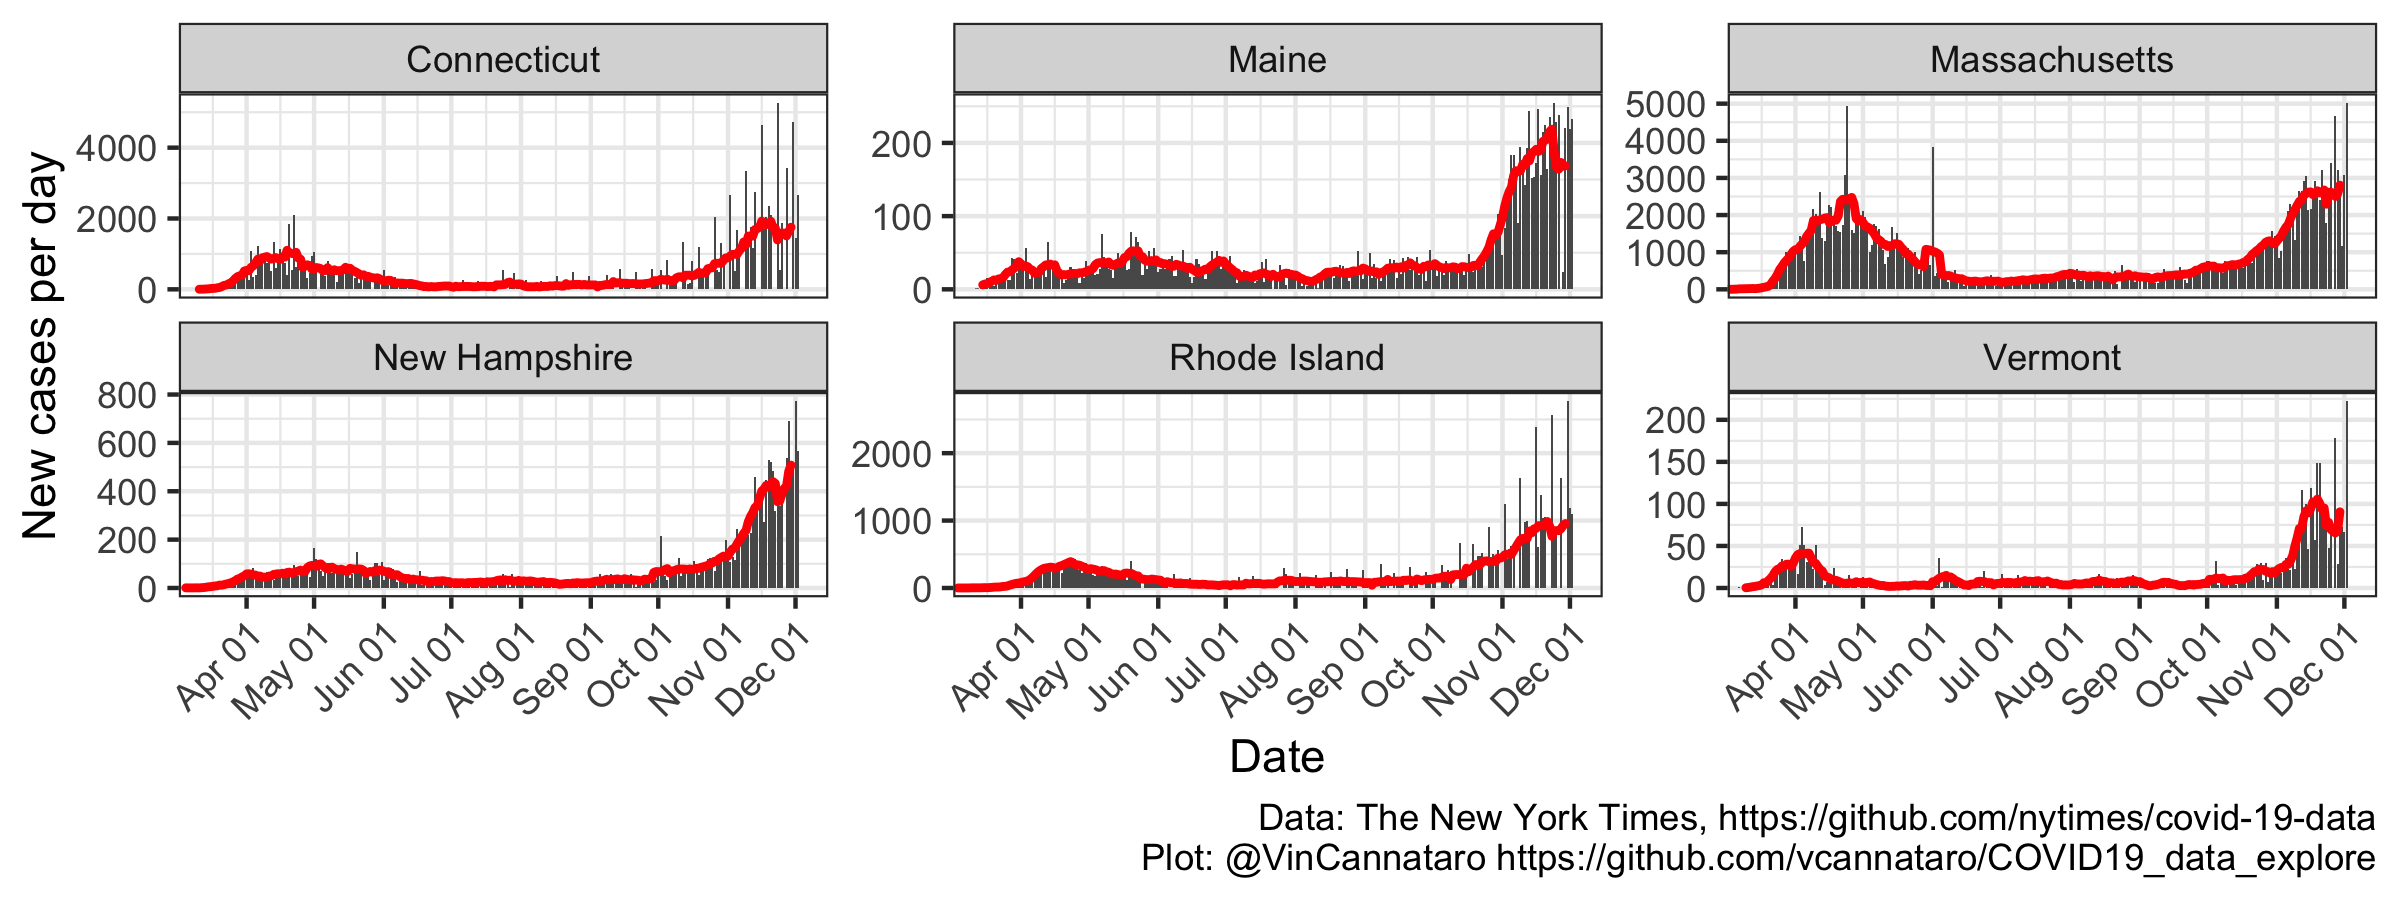 Connecticut
Maine
Massachusetts
4000
2000
0
200
100
0
5000
4000
3000
2000
1000
0
New cases per day
New Hampshire
Rhode Island
Vermont
800
600
400
200
0
2000
1000
0
200
150
100
50
0
Apr 01 May 01 Jun 01 Jul 01 Aug 01 Sep 01 Oct 01 Nov 01 Dec 01
Apr 01 May 01 Jun 01 Jul 01 Aug 01 Sep 01 Oct 01 Nov 01 Dec 01
Apr 01 May 01 Jun 01 Jul 01 Aug 01 Sep 01 Oct 01 Nov 01 Dec 01
Date
Data: The New York Times, https://github.com/nytimes/covid-19-data
Plot: @VinCannataro https://github.com/vcannataro/COVID19_data_explore